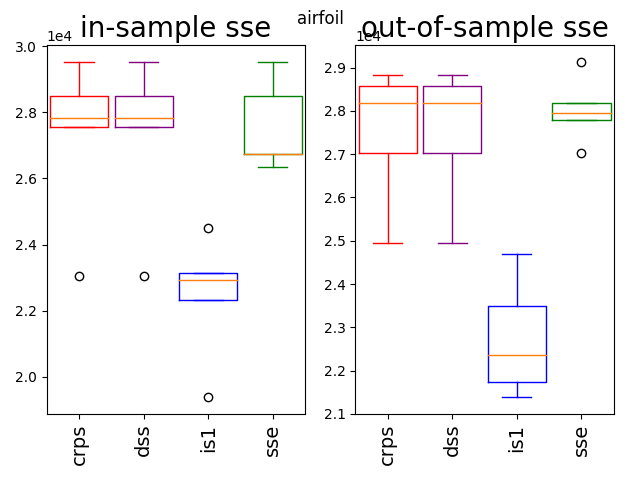 airfoil
in-sample sse
1e4
3.0
2.8
2.6
2.4
2.2
2.0
crps
dss
is1
sse
out-of-sample sse
1e4
2.9
2.8
2.7
2.6
2.5
2.4
2.3
2.2
2.1
crps
dss
is1
sse